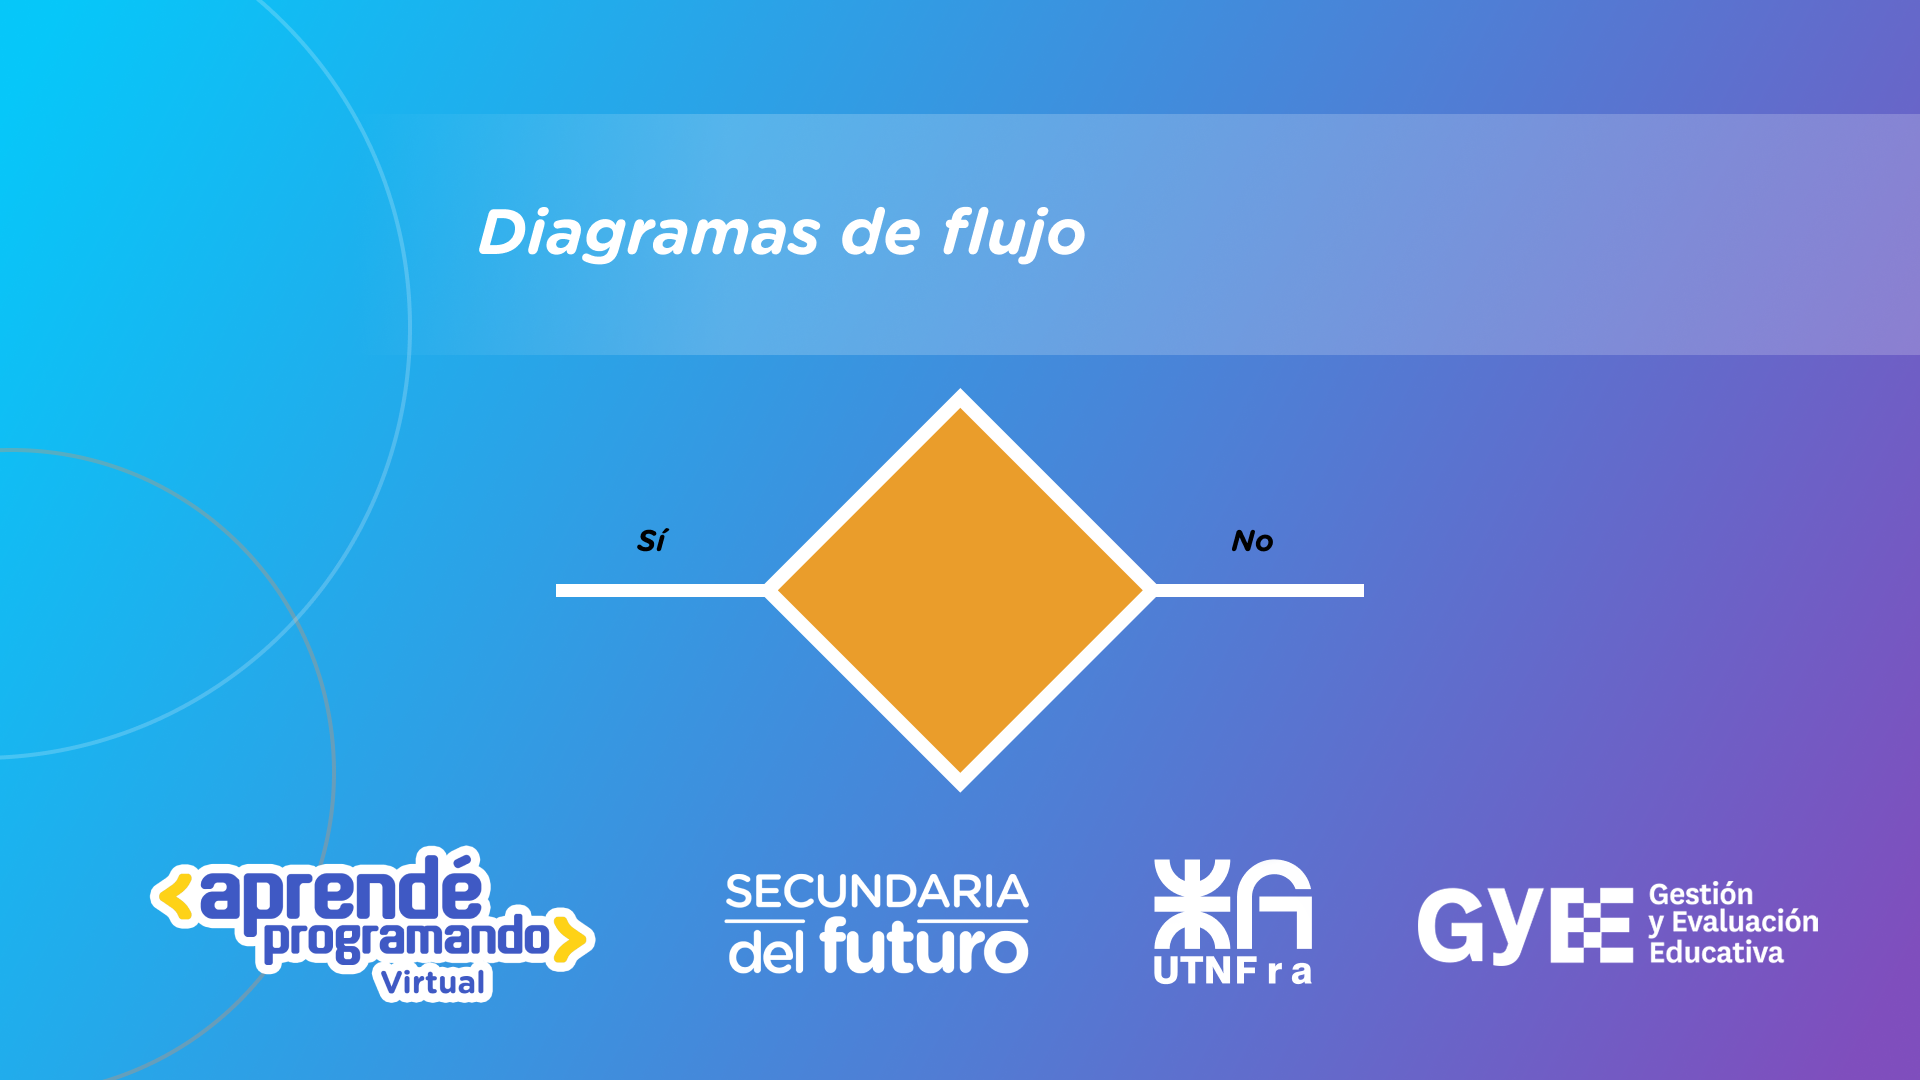 Diagramas de flujo
Sí
No
<aprendé
programando>
Virtual
SECUNDARIA
del futuro
UTNFra
GyE
Gestión
y Evaluación
Educativa